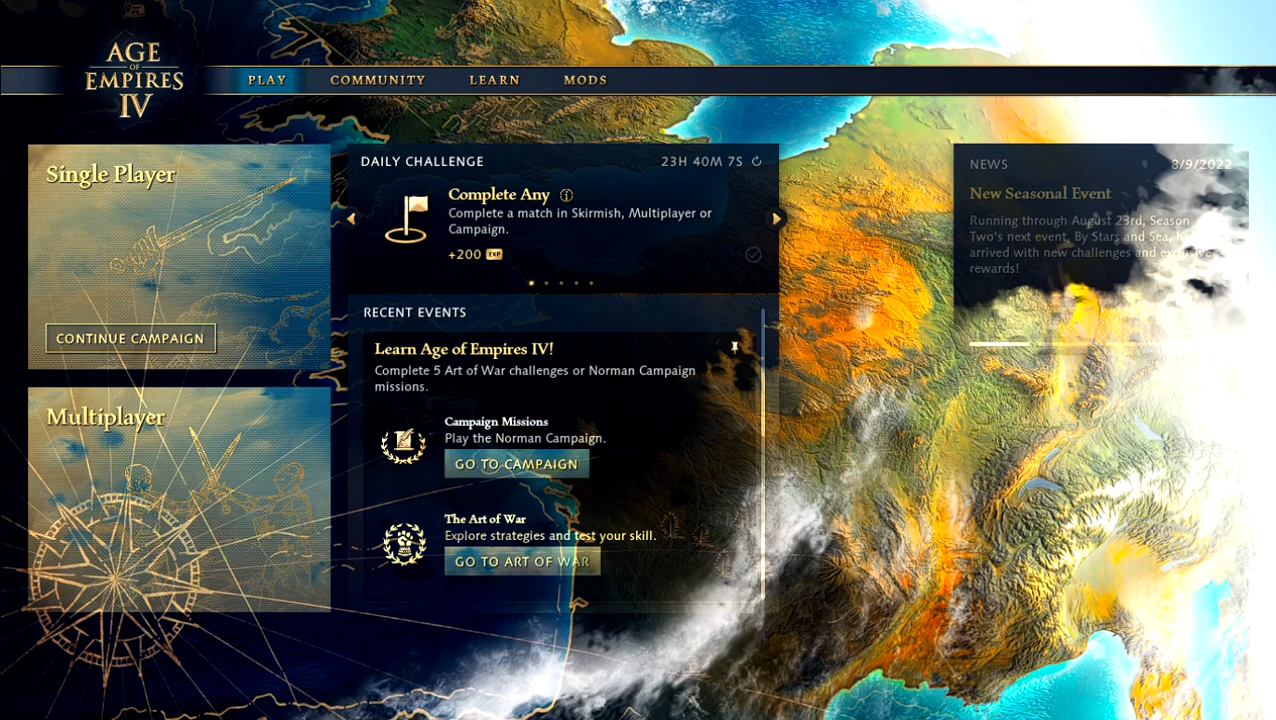 AGE
OF
EMPIRES
IV
PLAY
COMMUNITY
LEARN
MODS
Single Player
CONTINUE CAMPAIGN
Multiplayer
DAILY CHALLENGE
23H 40M 7S
Complete Any
Complete a match in Skirmish, Multiplayer or
Campaign.
+200 EXP
RECENT EVENTS
Learn Age of Empires IV!
Complete 5 Art of War challenges or Norman Campaign
missions.
Campaign Missions
Play the Norman Campaign.
GO TO CAMPAIGN
The Art of War
Explore strategies and test your skill.
GO TO ART OF WAR
NEWS
8/9/2022
New Seasonal Event
Running through August 23rd, Season
Two's next event, By Stars and Sea,
arrived with new challenges and exclusive
rewards!